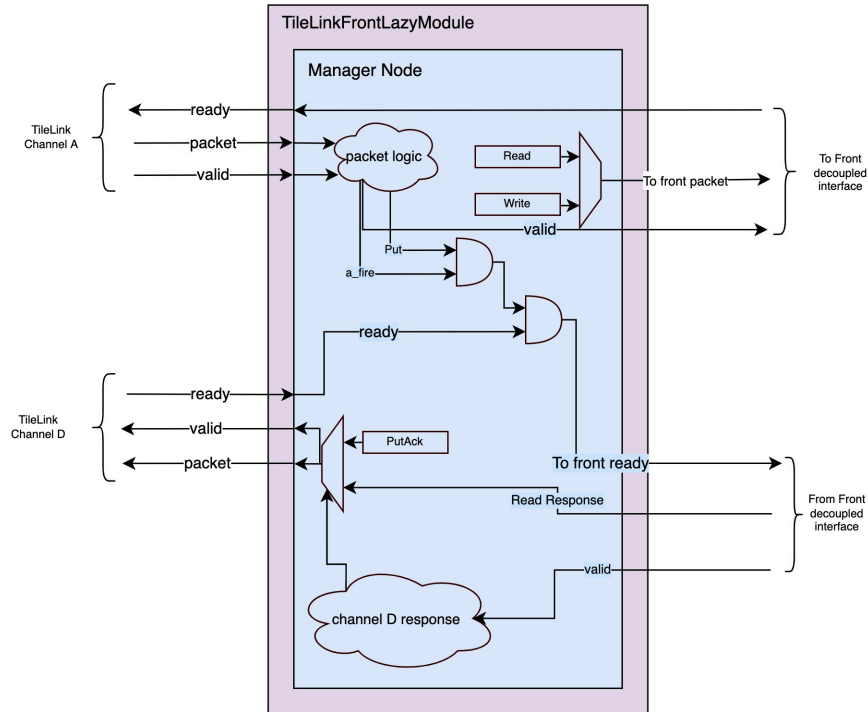 TileLinkFrontLazyModule
Manager Node
TileLink
Channel A
ready
packet
valid
packet logic
Read
Write
To front packet
valid
To Front
decoupled
interface
Put
a_fire
ready
TileLink
Channel D
ready
valid
packet
PutAck
To front ready
Read Response
From Front
decoupled
interface
valid
channel D response